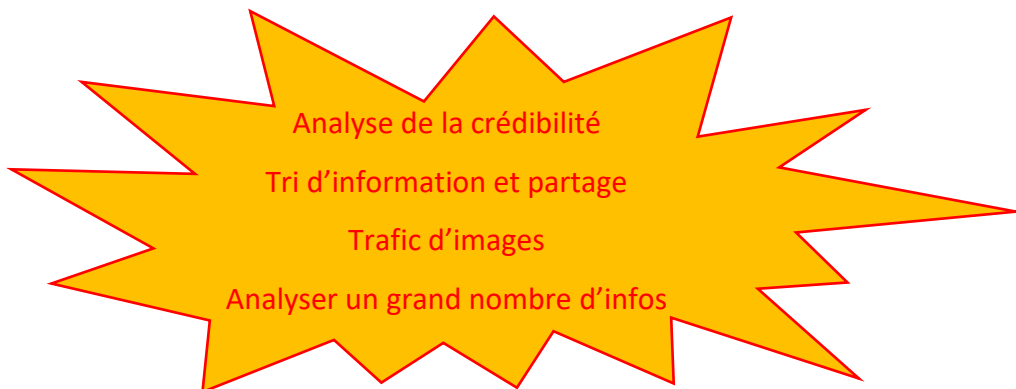 Analyse de la crédibilité
Tri d’information et partage
Trafic d’images
Analyser un grand nombre d’infos